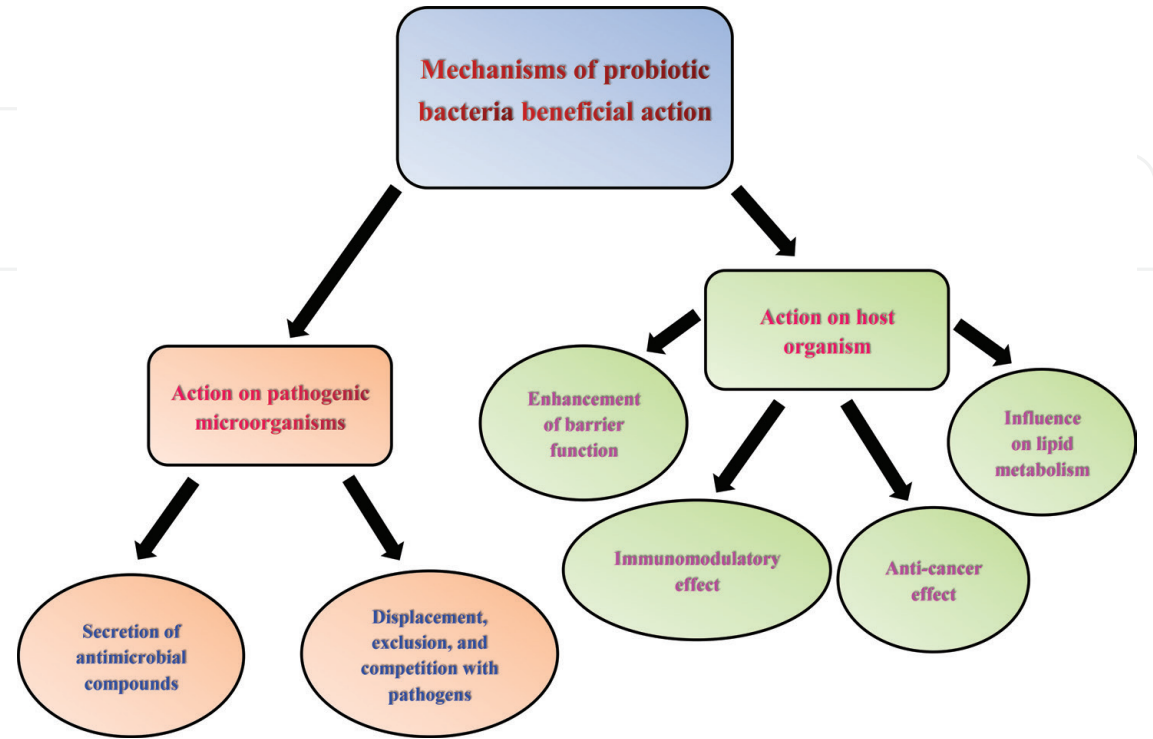 Mechanisms of probiotic
bacteria beneficial action
Action on host
organism
Action on pathogenic
microorganisms
Enhancement
of barrier
function
Influence
on lipid
metabolism
Immunomodulatory
effect
Anti-cancer
effect
Secretion of
antimicrobial
compounds
Displacement,
exclusion, and
competition with
pathogens